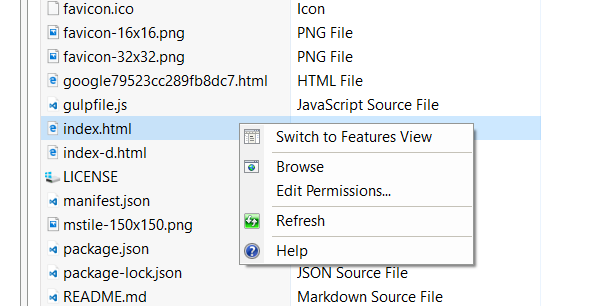 favicon.ico Icon
favicon-16x16.png PNG File
favicon-32x32.png PNG File
google79523cc289fb8dc7.html HTML File
gulpfile.js JavaScript Source File
index.html
Switch to Features View
index-d.html
Browse
LICENSE
Edit Permissions...
manifest.json
mstile-150x150.png
Refresh
package.json
Help
package-lock.json JSON Source File
README.md Markdown Source File